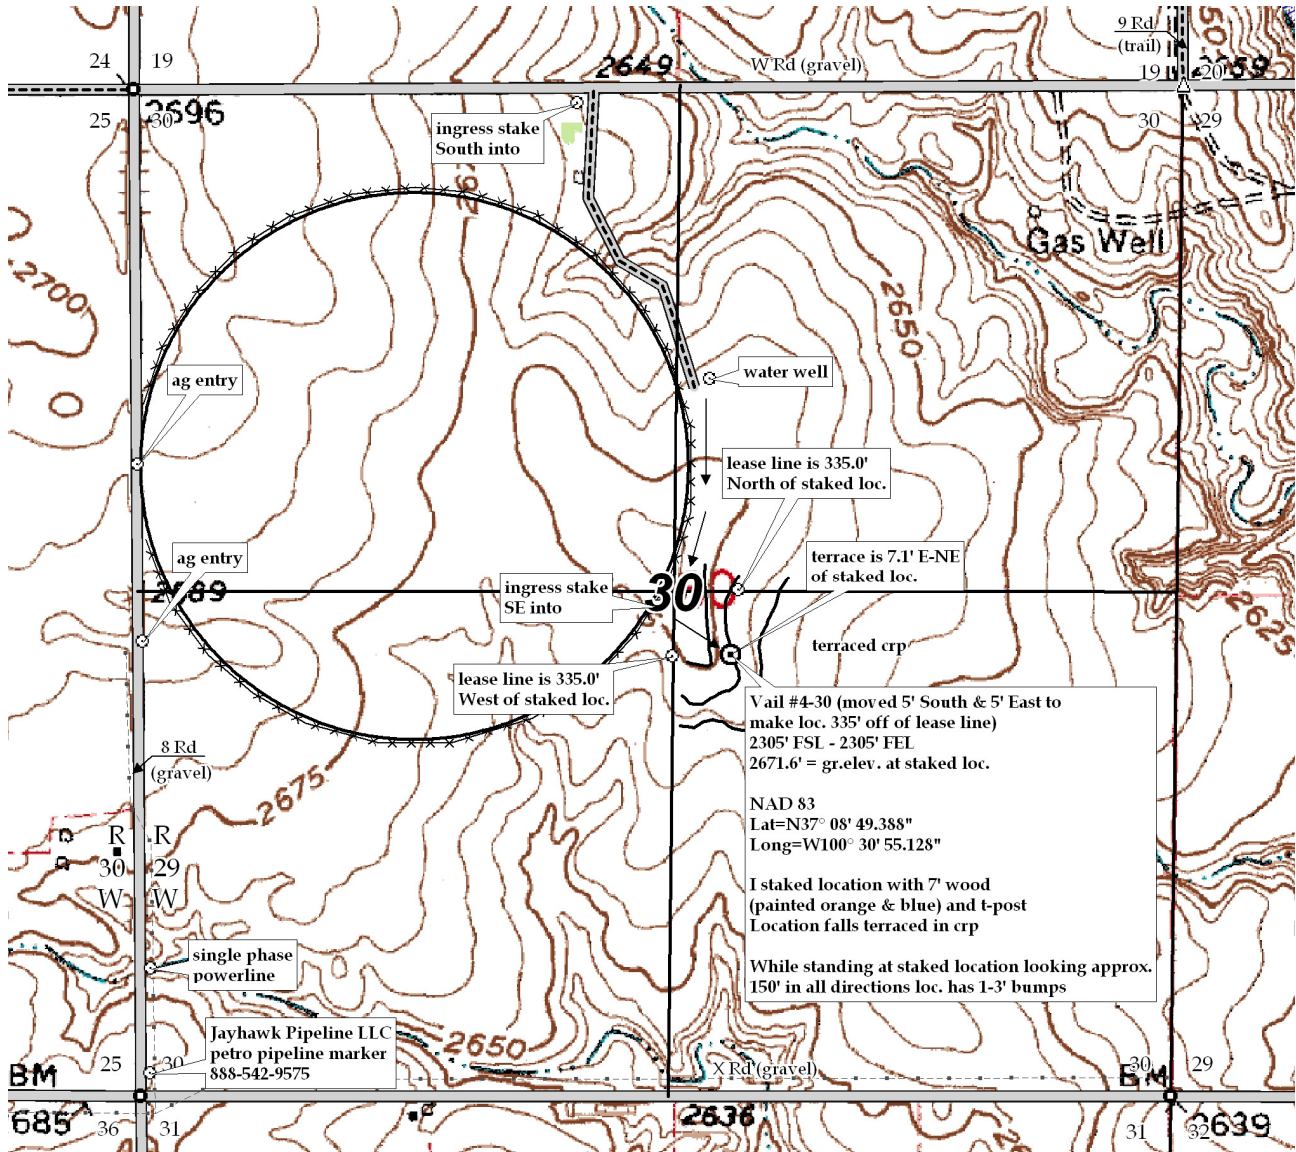 9 Rd
(trail)
24
19
2649
W Rd (gravel)
19
20
2659
2696
25
30
30
29
ingress stake
South into
Gas Well
2700
2650
ag entry
water well
lease line is 335.0'
North of staked loc.
ag entry
terrace is 7.1' E-NE
of staked loc.
2689
ingress stake
SE into
30
2625
terraced crp
lease line is 335.0'
West of staked loc.
Vail #4-30 (moved 5' South & 5' East to
make loc. 335' off of lease line)
2305' FSL - 2305' FEL
2671.6' = gr.elev. at staked loc.
NAD 83
Lat=N37° 08' 49.388"
Long=W100° 30' 55.128"
I staked location with 7' wood
(painted orange & blue) and t-post
Location falls terraced in crp
While standing at staked location looking approx.
150' in all directions loc. has 1-3' bumps
8 Rd
(gravel)
2675
R
R
30
29
W
W
single phase
powerline
Jayhawk Pipeline LLC
petro pipeline marker
888-542-9575
2650
25
30
X Rd (gravel)
30
29
BM
BM
685
36
31
2636
31
32
2639